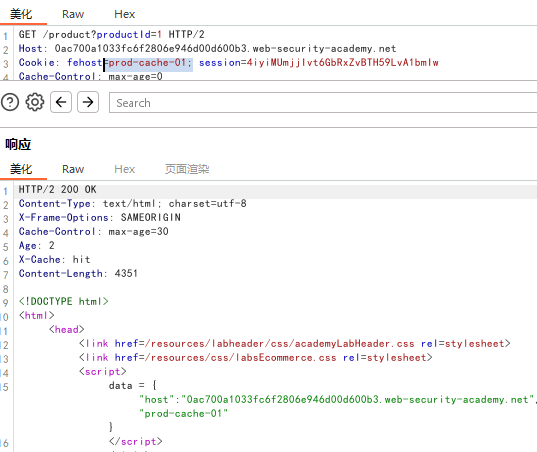 美化 Raw Hex
1 GET /product?productId=1 HTTP/2
2 Host: 0ac700a1033fc6f2806e946d00d600b3.web-security-academy.net
3 Cookie: fehost=prod-cache-01; session=4iyiMUmjjIvt6GbRxZvBTH59LvA1bmIw
4 Cache-Control: max-age=0
Search
响应
美化 Raw Hex 页面渲染
1 HTTP/2 200 OK
2 Content-Type: text/html; charset=utf-8
3 X-Frame-Options: SAMEORIGIN
4 Cache-Control: max-age=30
5 Age: 2
6 X-Cache: hit
7 Content-Length: 4351
8
9 <!DOCTYPE html>
10 <html>
11 <head>
12 <link href=/resources/labheader/css/academyLabHeader.css rel=stylesheet>
13 <link href=/resources/css/labsEcommerce.css rel=stylesheet>
14 <script>
15 data = {
"host":"0ac700a1033fc6f2806e946d00d600b3.web-security-academy.net",
"prod-cache-01"
}
16 </script>